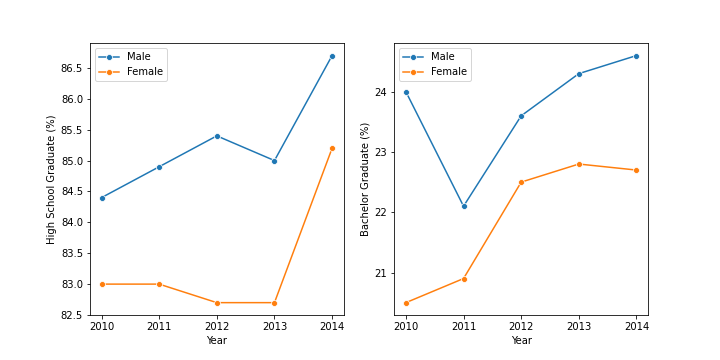 Male
Female
86.5
86.0
85.5
85.0
84.5
84.0
83.5
83.0
82.5
High School Graduate (%)
2010 2011 2012 2013 2014
Year
Male
Female
24
23
22
21
Bachelor Graduate (%)
2010 2011 2012 2013 2014
Year